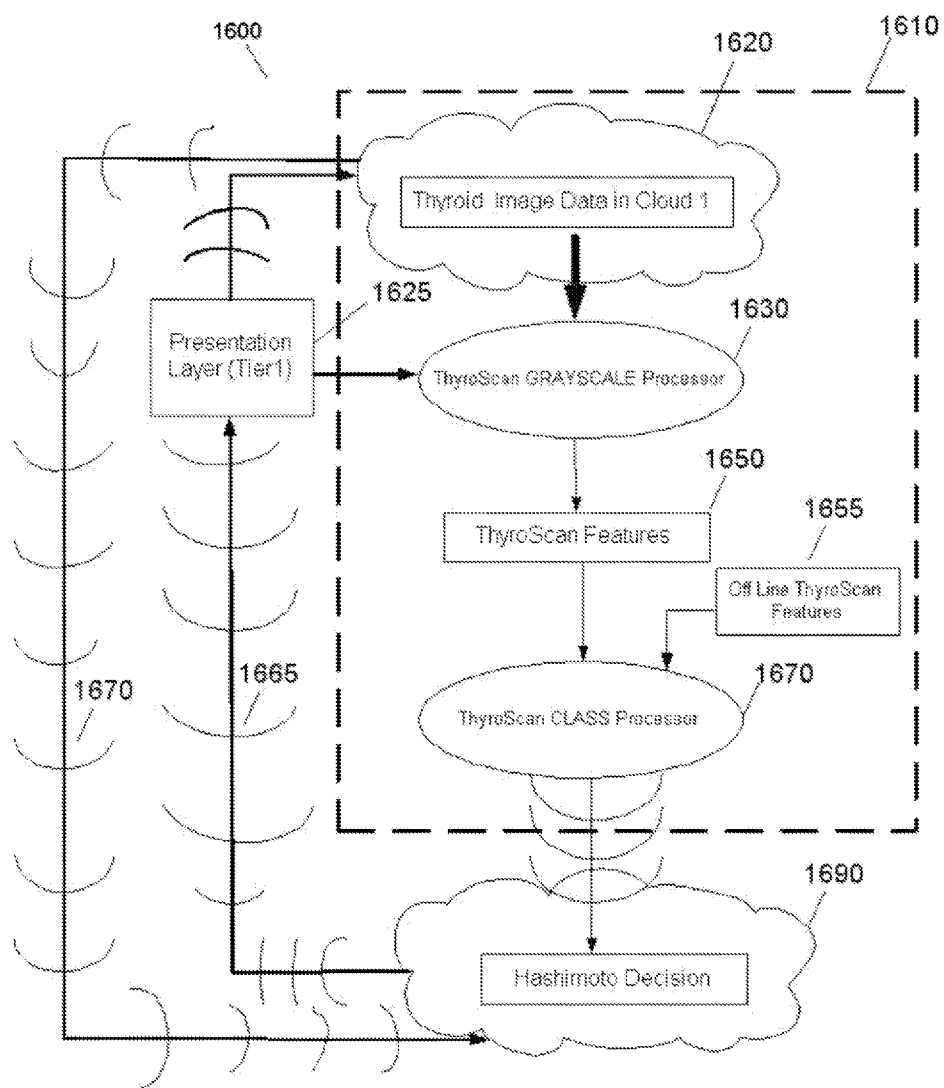 1600
1610
1620
Thyroid Image Data in Cloud 1
1625
Presentation
Layer (Tier1)
1630
ThyroScan GRAYSCALE Processor
1650
ThyroScan Features
1655
Off Line ThyroScan
Features
1670
1665
1670
ThyroScan CLASS Processor
1690
Hashimoto Decision